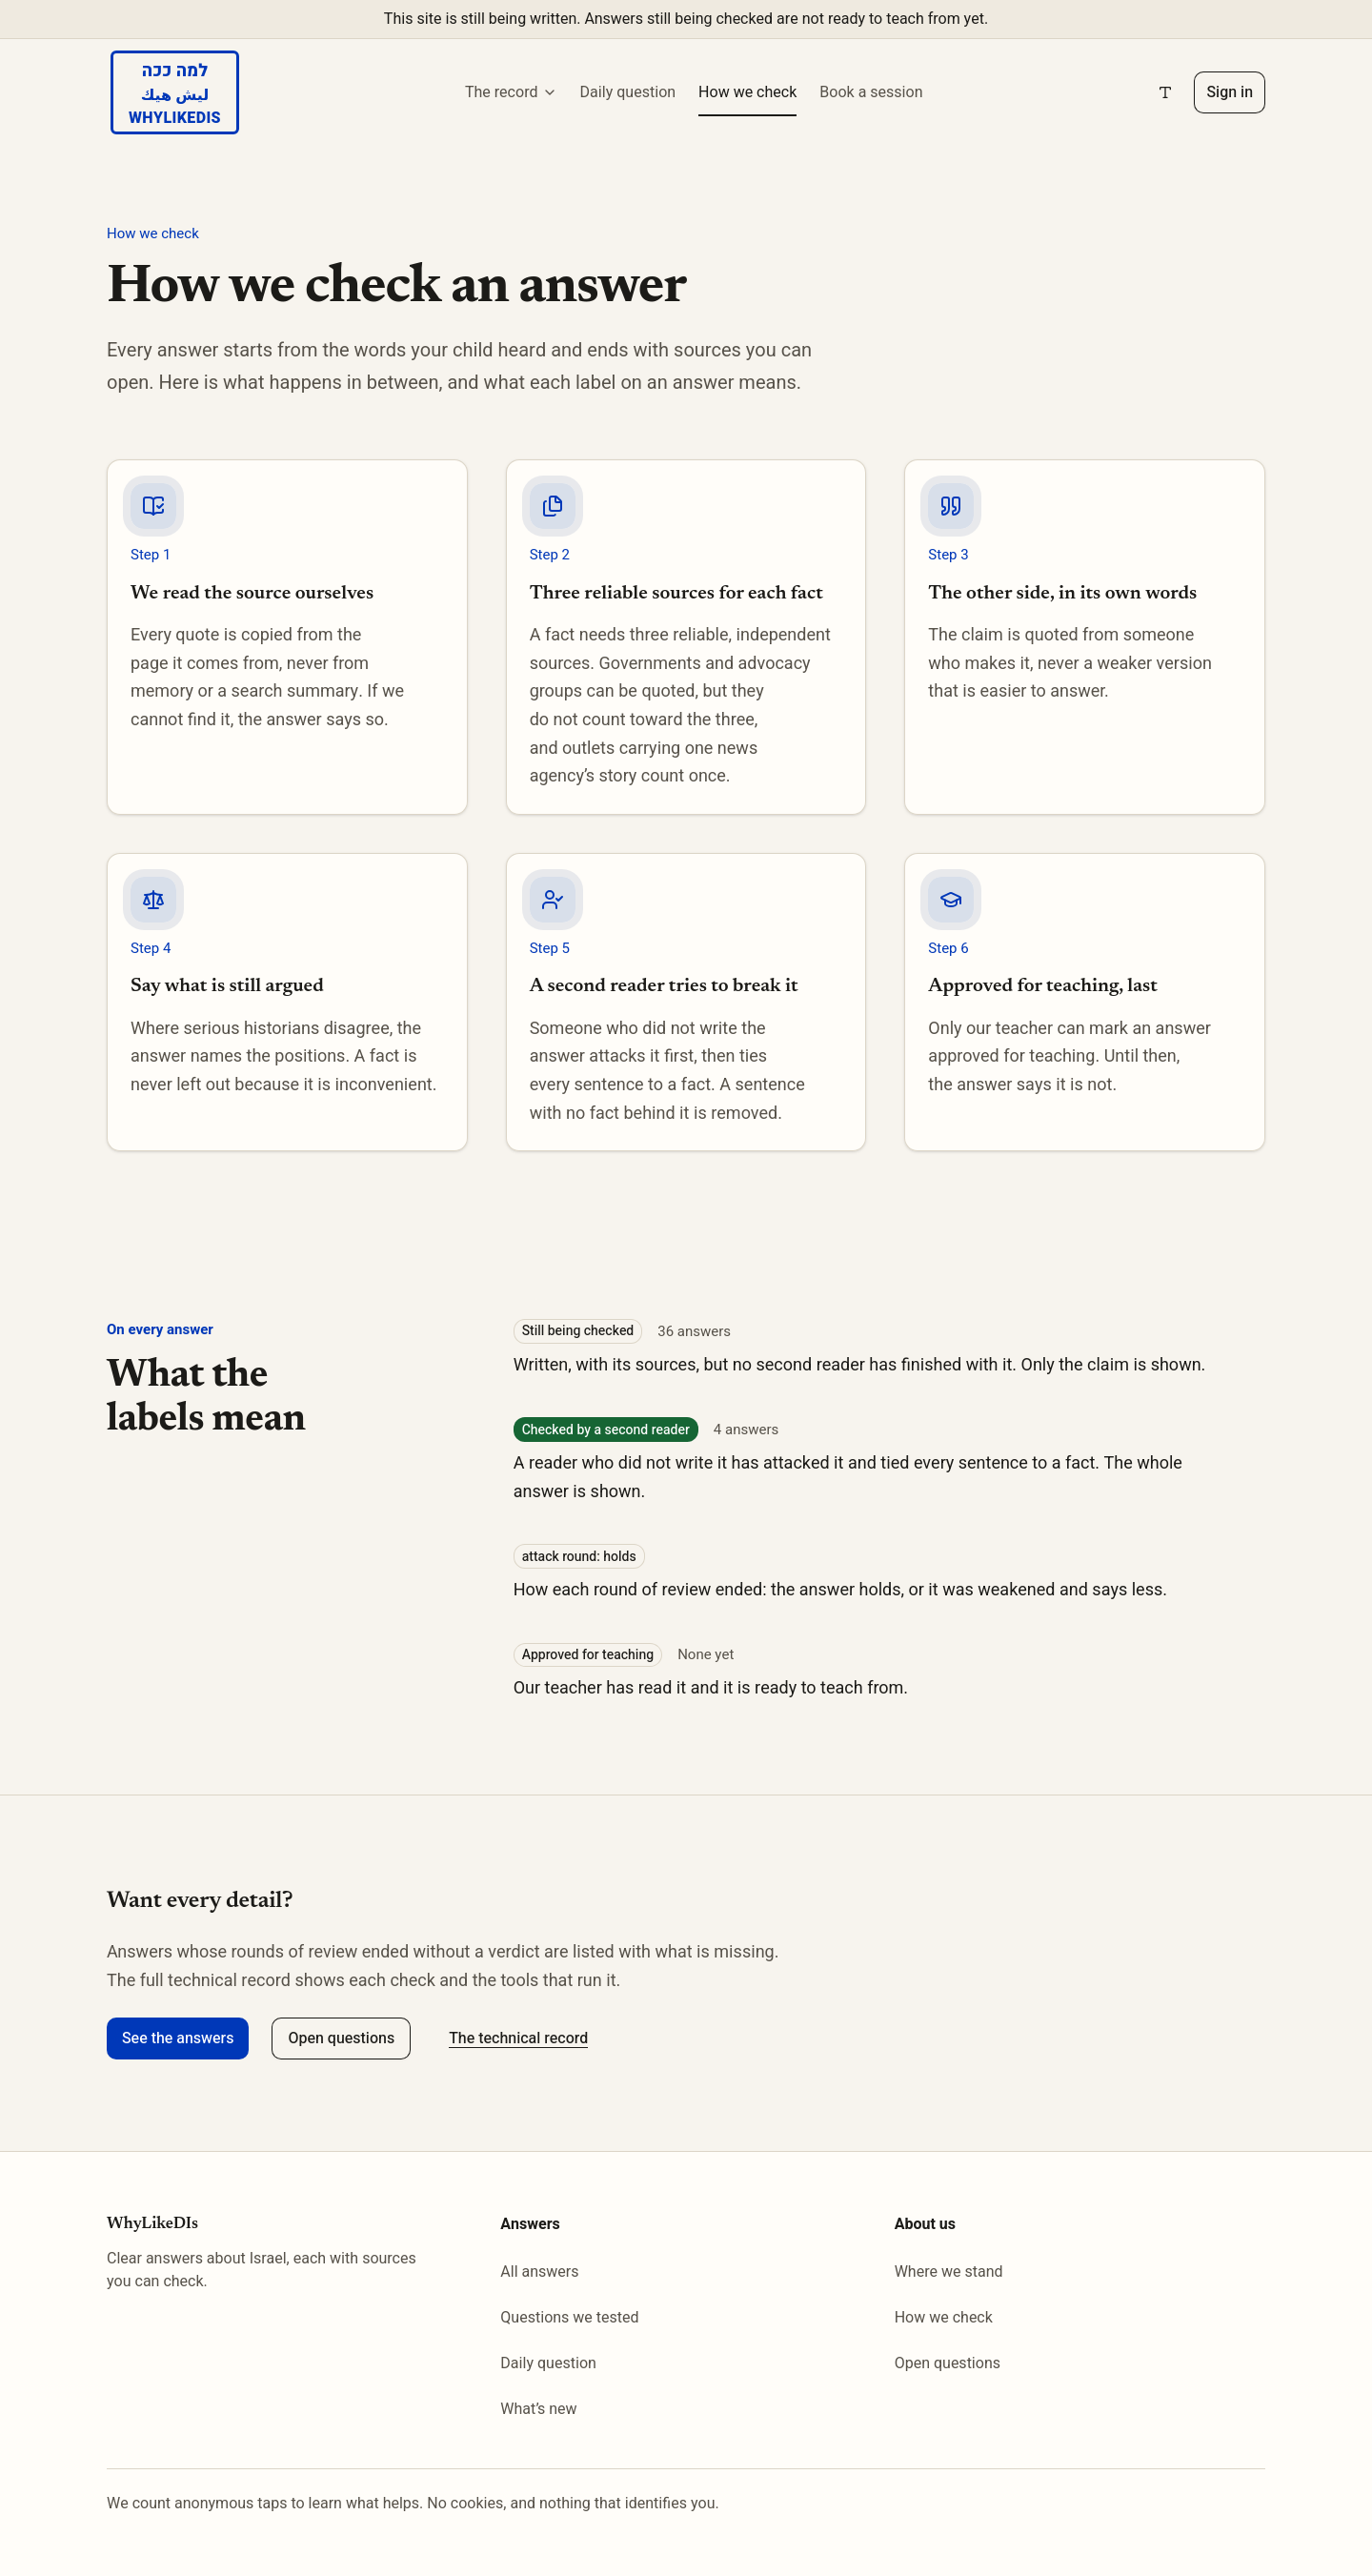 This site is still being written. Answers still being checked are not ready to teach from yet.
למה ככה
ليش هيك
WHYLIKEDIS
The record
Daily question
How we check
Book a session
T
Sign in
How we check
How we check an answer
Every answer starts from the words your child heard and ends with sources you can
open. Here is what happens in between, and what each label on an answer means.
Step 1
We read the source ourselves
Every quote is copied from the
page it comes from, never from
memory or a search summary. If we
cannot find it, the answer says so.
Step 2
Three reliable sources for each fact
A fact needs three reliable, independent
sources. Governments and advocacy
groups can be quoted, but they
do not count toward the three,
and outlets carrying one news
agency’s story count once.
Step 3
The other side, in its own words
The claim is quoted from someone
who makes it, never a weaker version
that is easier to answer.
Step 4
Say what is still argued
Where serious historians disagree, the
answer names the positions. A fact is
never left out because it is inconvenient.
Step 5
A second reader tries to break it
Someone who did not write the
answer attacks it first, then ties
every sentence to a fact. A sentence
with no fact behind it is removed.
Step 6
Approved for teaching, last
Only our teacher can mark an answer
approved for teaching. Until then,
the answer says it is not.
On every answer
What the
labels mean
Still being checked
36 answers
Written, with its sources, but no second reader has finished with it. Only the claim is shown.
Checked by a second reader
4 answers
A reader who did not write it has attacked it and tied every sentence to a fact. The whole
answer is shown.
attack round: holds
How each round of review ended: the answer holds, or it was weakened and says less.
Approved for teaching
None yet
Our teacher has read it and it is ready to teach from.
Want every detail?
Answers whose rounds of review ended without a verdict are listed with what is missing.
The full technical record shows each check and the tools that run it.
See the answers
Open questions
The technical record
WhyLikeDIs
Clear answers about Israel, each with sources
you can check.
Answers
All answers
Questions we tested
Daily question
What’s new
About us
Where we stand
How we check
Open questions
We count anonymous taps to learn what helps. No cookies, and nothing that identifies you.